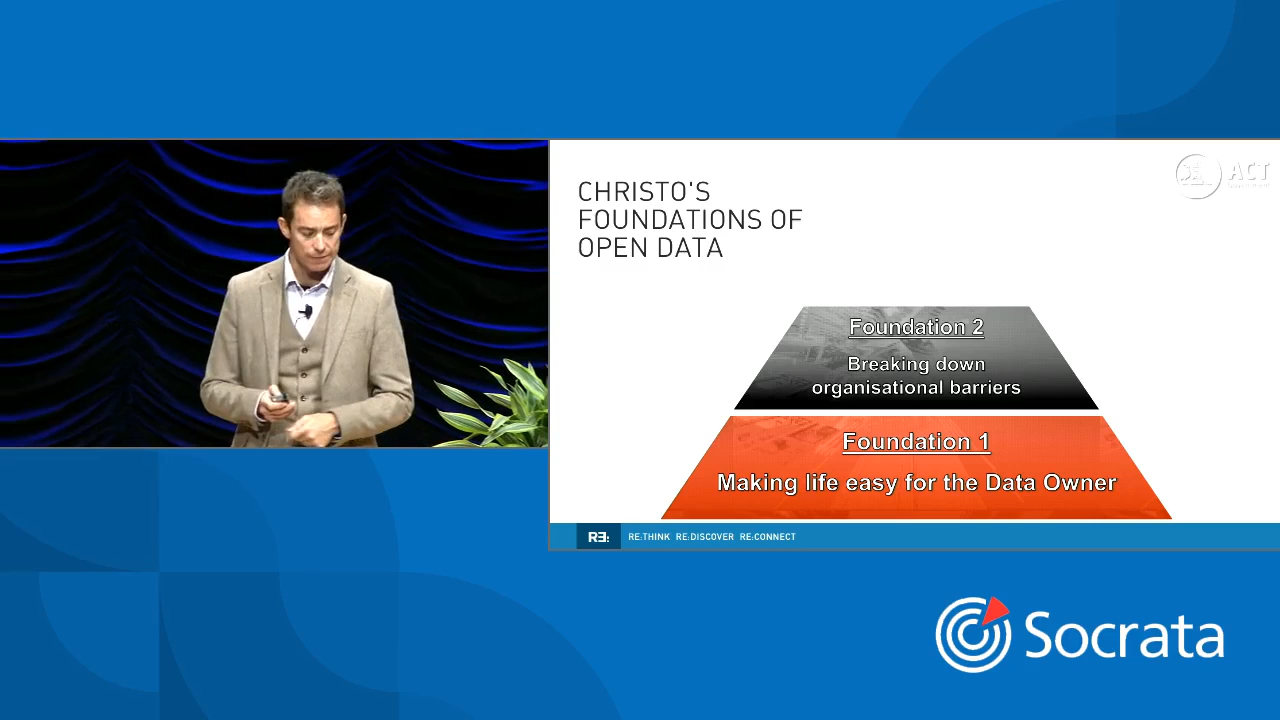 CHRISTO'S
FOUNDATIONS OF
OPEN DATA
ACT
Foundation 2
Breaking down
organisational barriers
Foundation 1
Making life easy for the Data Owner
RE: RE:THINK RE:DISCOVER RE:CONNECT
Socrata